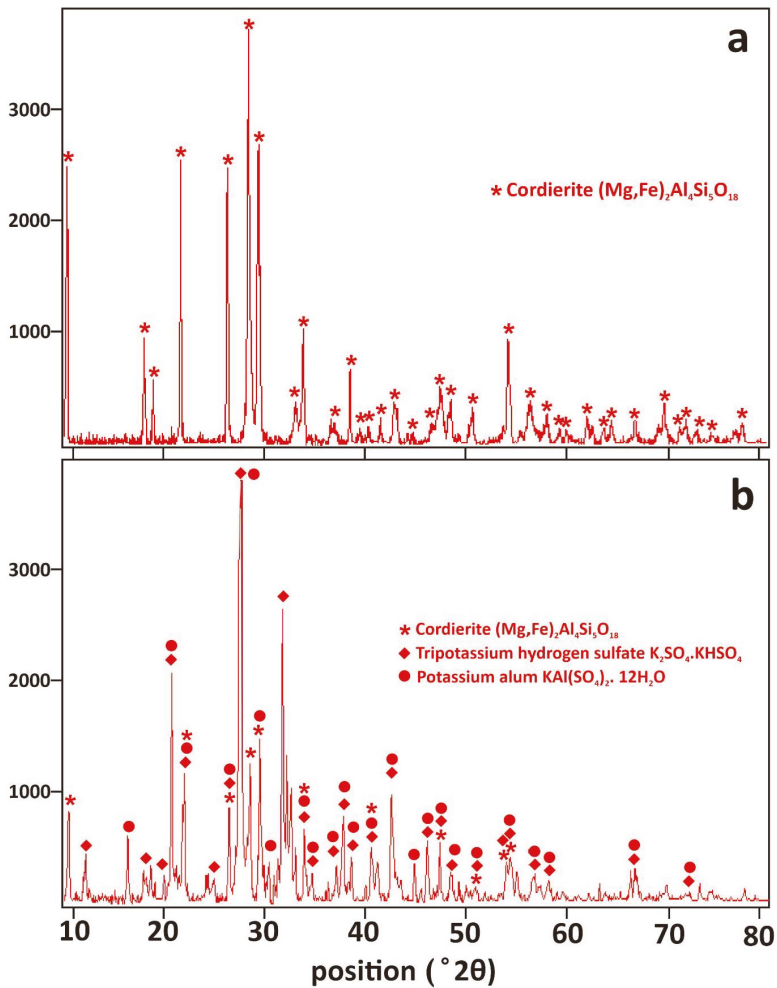 a
3000
2000
1000
* Cordierite (Mg,Fe)₂Al₄Si₅O₁₈
b
3000
2000
1000
* Cordierite (Mg,Fe)₂Al₄Si₅O₁₈
◆ Tripotassium hydrogen sulfate K₂SO₄.KHSO₄
● Potassium alum KAl(SO₄)₂. 12H₂O
10 20 30 40 50 60 70 80
position (°2θ)